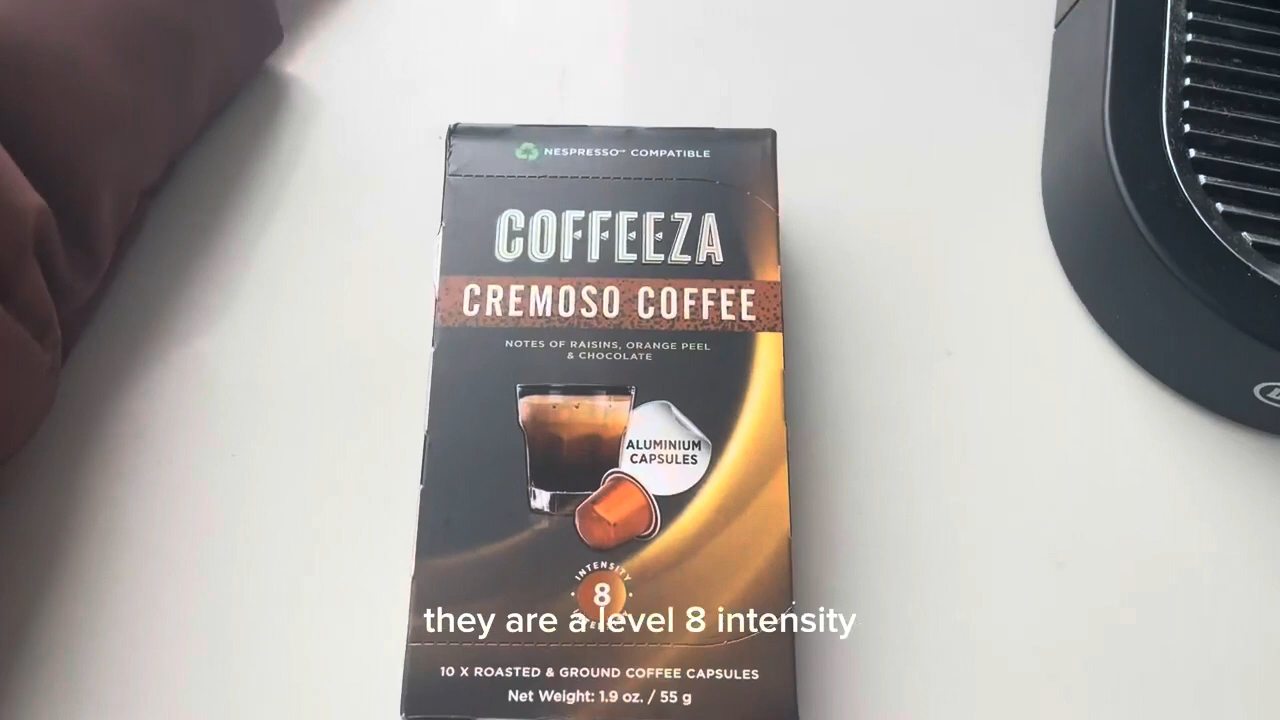 NESPRESSO™ COMPATIBLE
COFFEEZA
CREMOSO COFFEE
NOTES OF RAISINS, ORANGE PEEL
& CHOCOLATE
ALUMINIUM
CAPSULES
INTENSITY
8
they are a level 8 intensity
10 X ROASTED & GROUND COFFEE CAPSULES
Net Weight: 1.9 oz. / 55 g